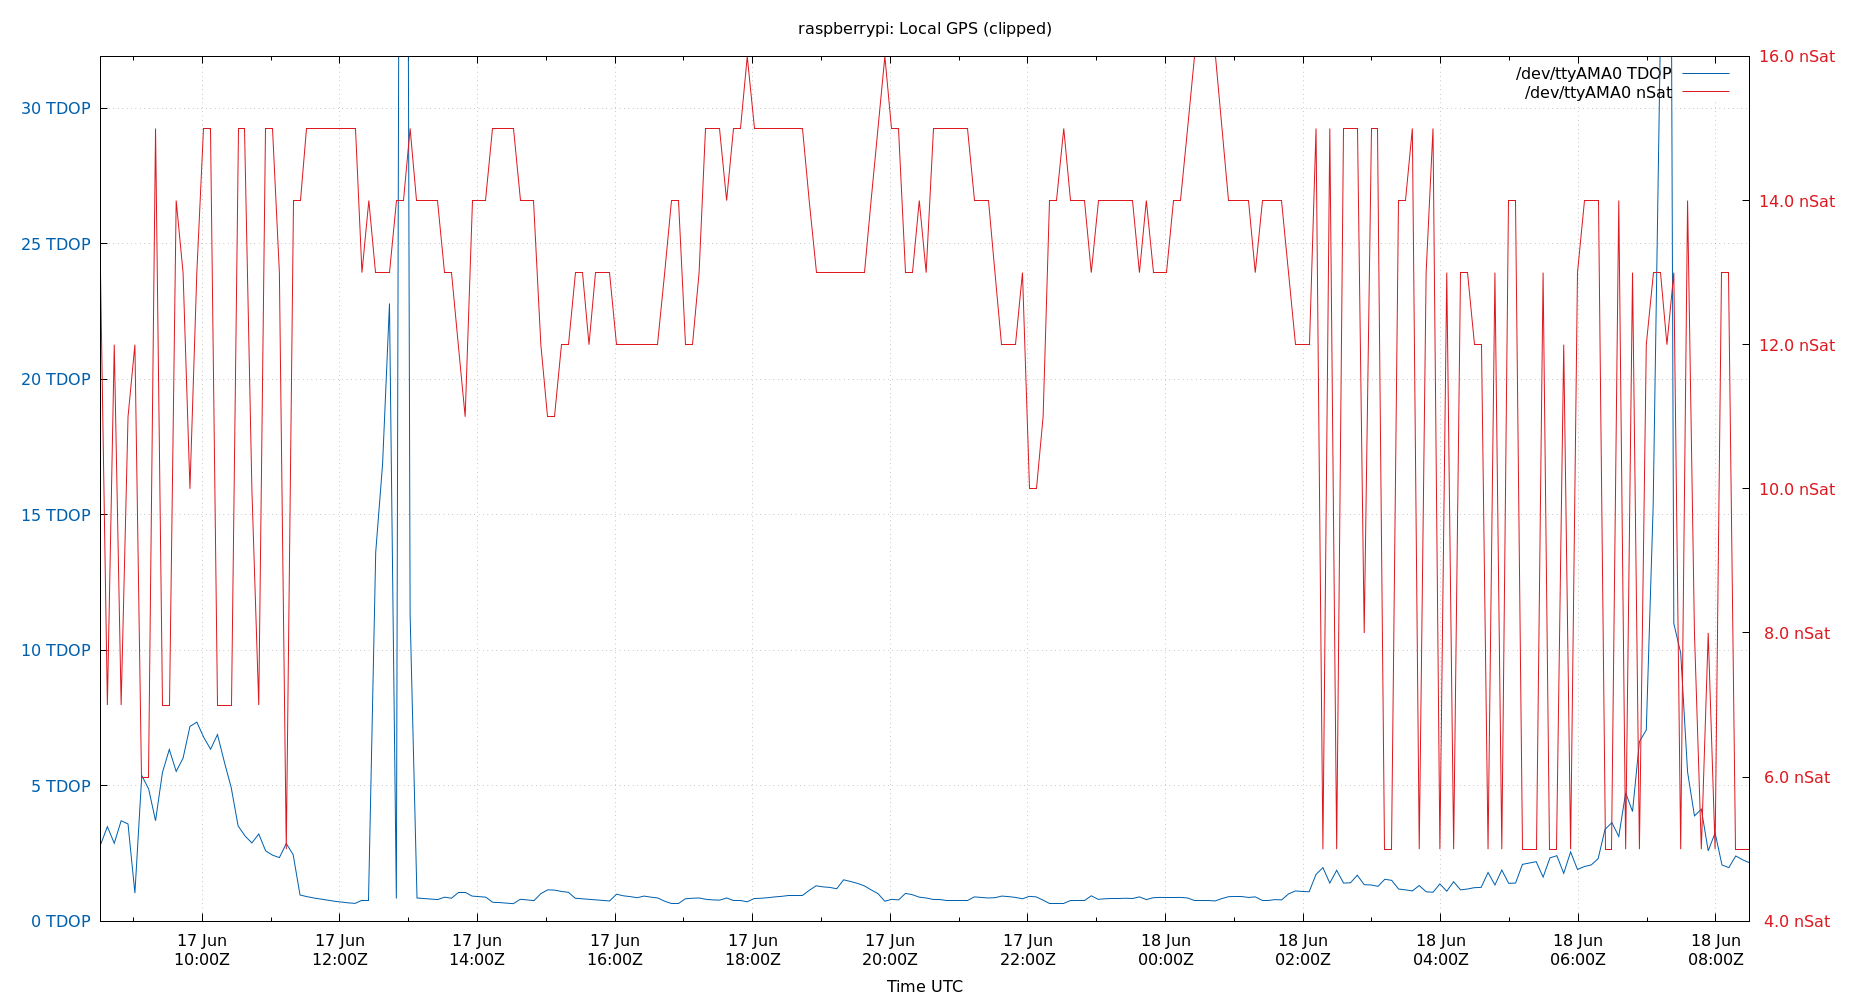 raspberrypi: Local GPS (clipped)
/dev/ttyAMA0 TDOP
/dev/ttyAMA0 nSat
30 TDOP
25 TDOP
20 TDOP
15 TDOP
10 TDOP
5 TDOP
0 TDOP
16.0 nSat
14.0 nSat
12.0 nSat
10.0 nSat
8.0 nSat
6.0 nSat
4.0 nSat
17 Jun
10:00Z
17 Jun
12:00Z
17 Jun
14:00Z
17 Jun
16:00Z
17 Jun
18:00Z
17 Jun
20:00Z
17 Jun
22:00Z
18 Jun
00:00Z
18 Jun
02:00Z
18 Jun
04:00Z
18 Jun
06:00Z
18 Jun
08:00Z
Time UTC